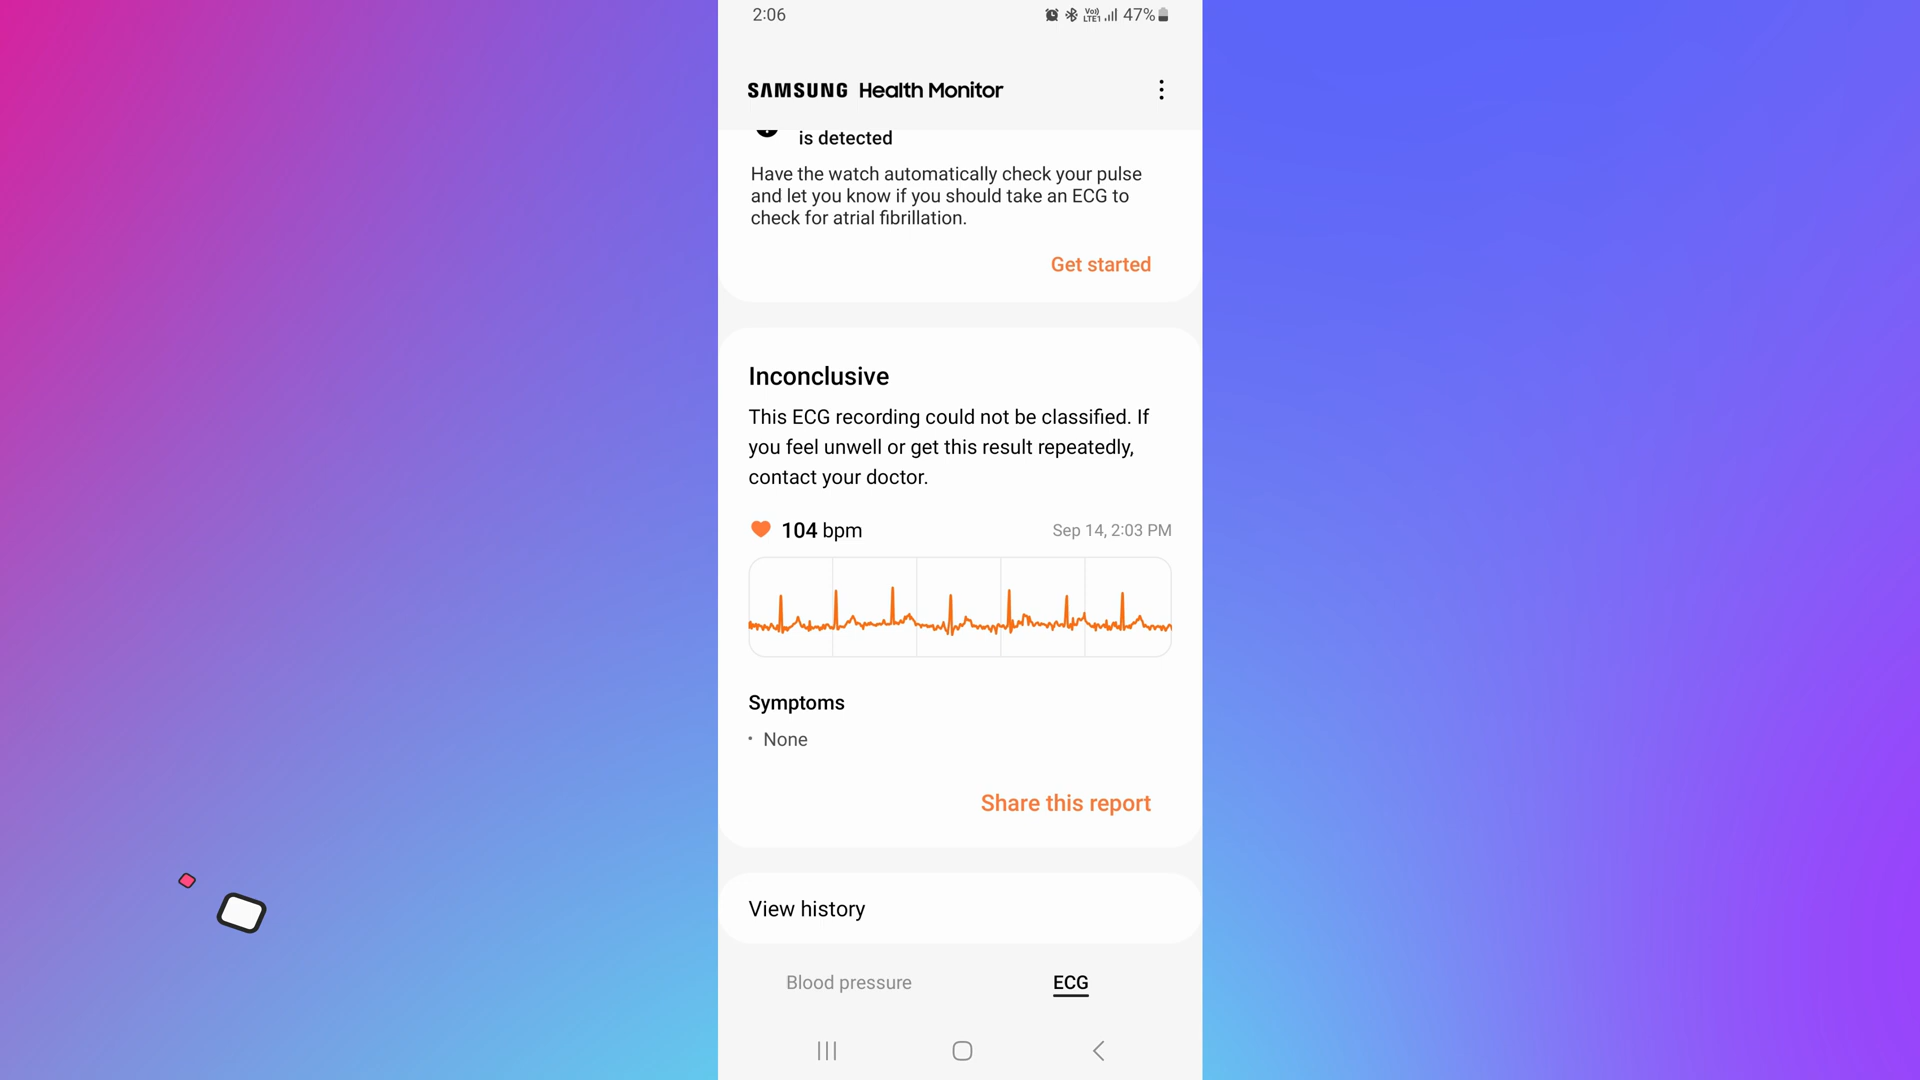 2:06
Vo)) LTE1 47%
SAMSUNG Health Monitor
is detected
Have the watch automatically check your pulse
and let you know if you should take an ECG to
check for atrial fibrillation.
Get started
Inconclusive
This ECG recording could not be classified. If
you feel unwell or get this result repeatedly,
contact your doctor.
104 bpm
Sep 14, 2:03 PM
Symptoms
• None
Share this report
View history
Blood pressure
ECG